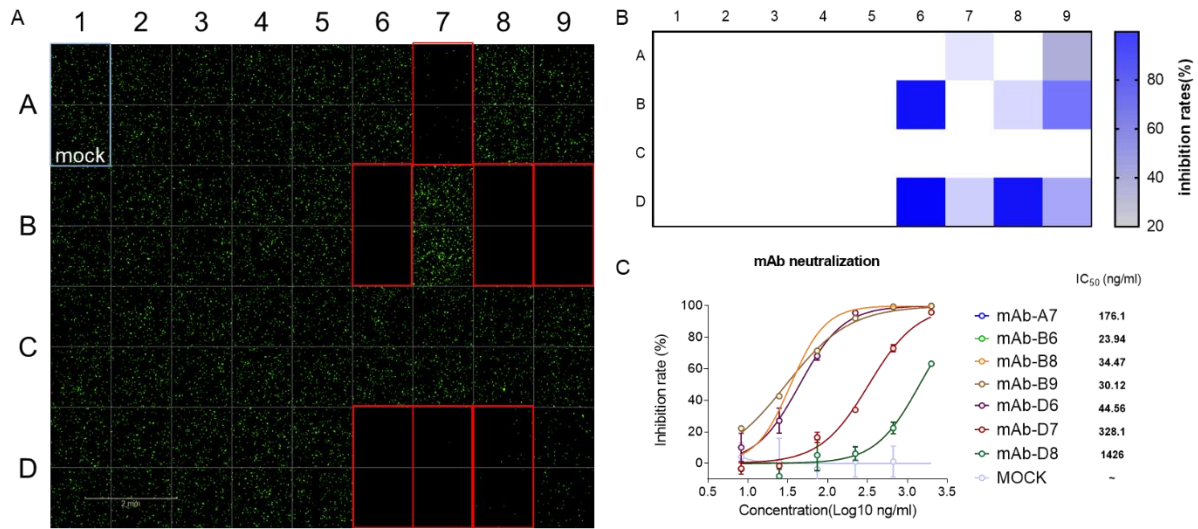 A
1 2 3 4 5 6 7 8 9
A
mock
B
C
D
2 mm
B
1 2 3 4 5 6 7 8 9
A
B
C
D
80
60
40
20
inhibition rates(%)
C
mAb neutralization
IC50 (ng/ml)
100
80
60
40
20
0
Inhibition rate (%)
0.5 1.0 1.5 2.0 2.5 3.0 3.5
Concentration(Log10 ng/ml)
mAb-A7 176.1
mAb-B6 23.94
mAb-B8 34.47
mAb-B9 30.12
mAb-D6 44.56
mAb-D7 328.1
mAb-D8 1426
MOCK ~